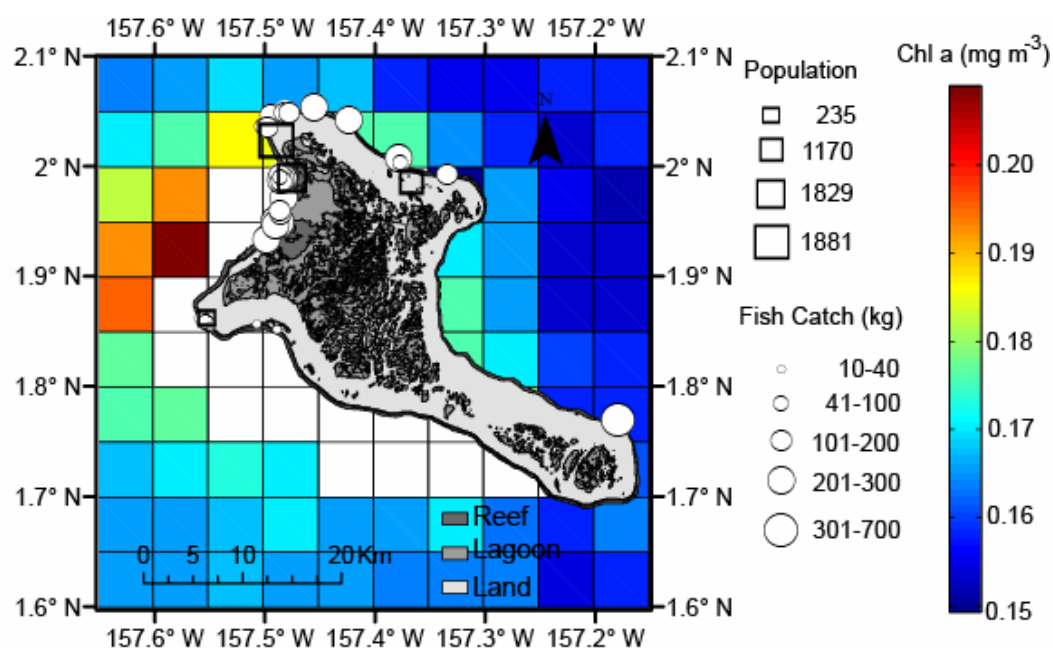 157.6° W 157.5° W 157.4° W 157.3° W 157.2° W
2.1° N 2.1° N
2° N 2° N
1.9° N 1.9° N
1.8° N 1.8° N
1.7° N 1.7° N
1.6° N 1.6° N
157.6° W 157.5° W 157.4° W 157.3° W 157.2° W
N
0 5 10 20 Km
Reef
Lagoon
Land
Population
235
1170
1829
1881
Fish Catch (kg)
10-40
41-100
101-200
201-300
301-700
Chl a (mg m⁻³)
0.20
0.19
0.18
0.17
0.16
0.15